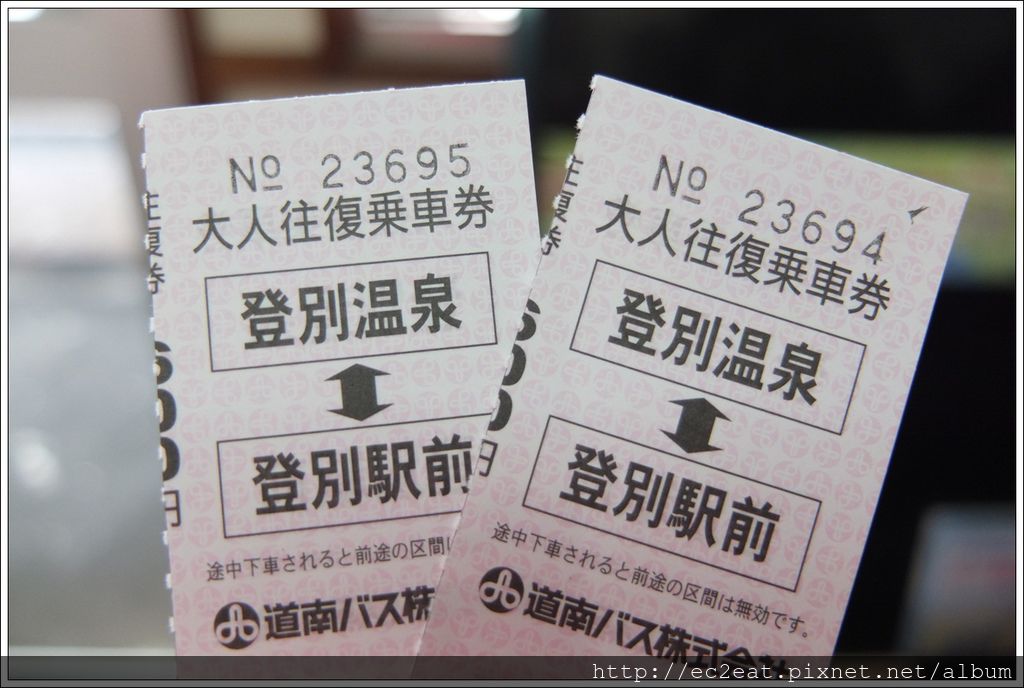 No 23695
大人往復乗車券
登別温泉
登別駅前
途中下車されると前途の区間
道南バス株
円
No 23694
大人往復乗車券
登別温泉
登別駅前
途中下車されると前途の区間は無効です。
道南バス株式会社
円
http://ec2eat.pixnet.net/album